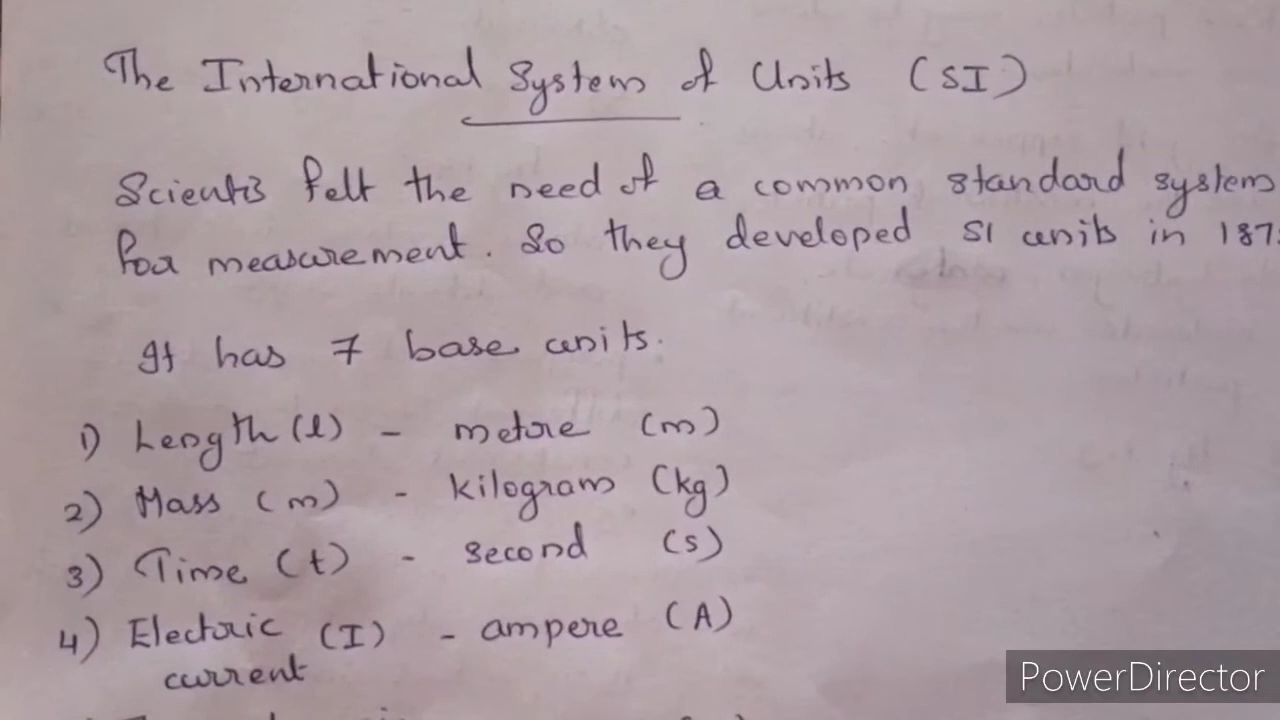 The International System of Units (SI)
Scientis felt the need of a common standard system
for measurement. So they developed SI units in 187
It has 7 base units.
1) Length (l) - metre (m)
2) Mass (m) - kilogram (kg)
3) Time (t) - second (s)
4) Electric (I) - ampere (A)
current
PowerDirector